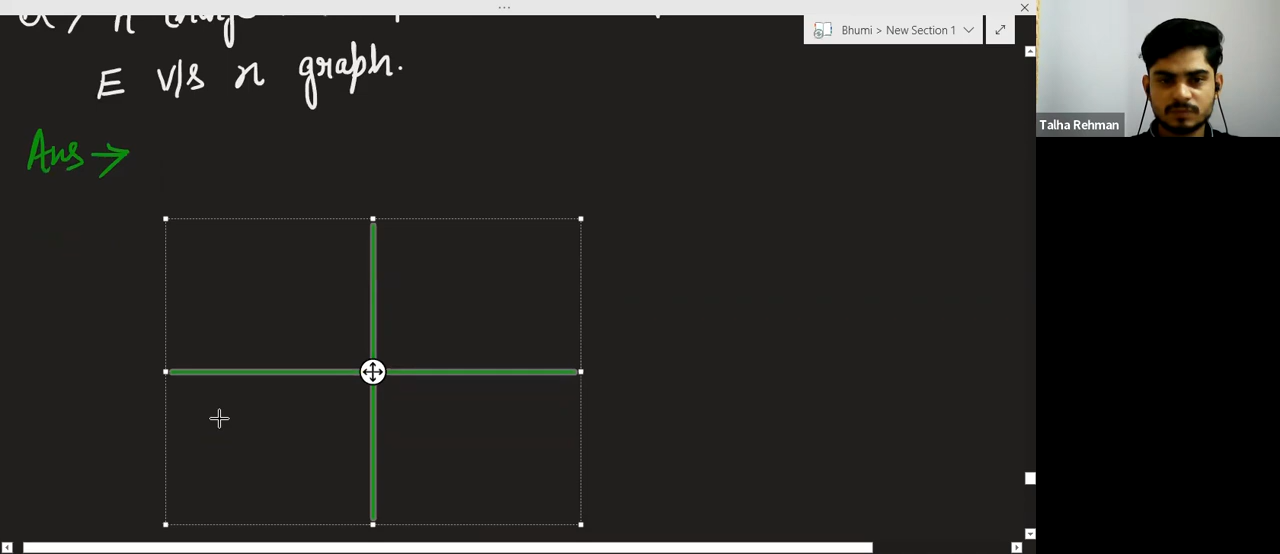 E v/s x graph.
Ans →
Bhumi > New Section 1
Talha Rehman